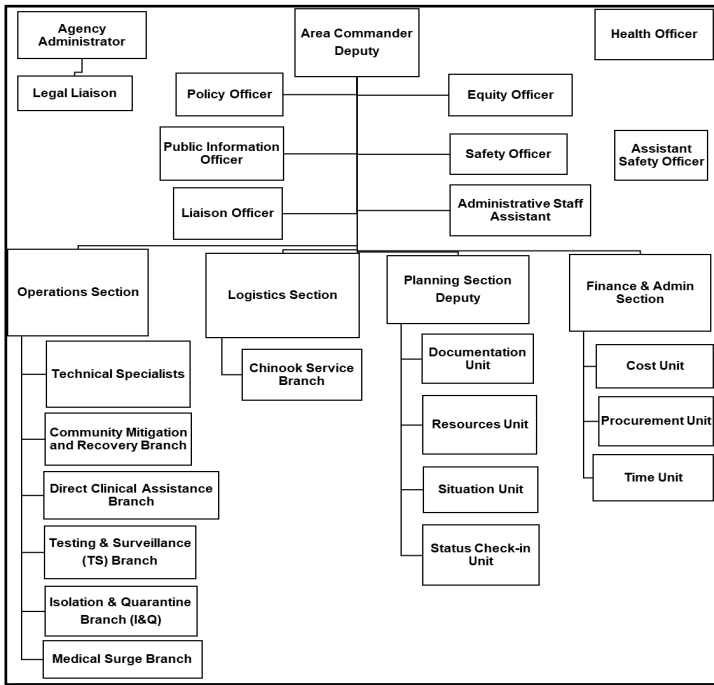 Agency
Administrator
Area Commander
Deputy
Health Officer
Legal Liaison
Policy Officer
Equity Officer
Public Information
Officer
Safety Officer
Assistant
Safety Officer
Liaison Officer
Administrative Staff
Assistant
Operations Section
Logistics Section
Planning Section
Deputy
Finance & Admin
Section
Technical Specialists
Community Mitigation
and Recovery Branch
Direct Clinical Assistance
Branch
Testing & Surveillance
(TS) Branch
Isolation & Quarantine
Branch (I&Q)
Medical Surge Branch
Chinook Service
Branch
Documentation
Unit
Resources Unit
Situation Unit
Status Check-in
Unit
Cost Unit
Procurement Unit
Time Unit